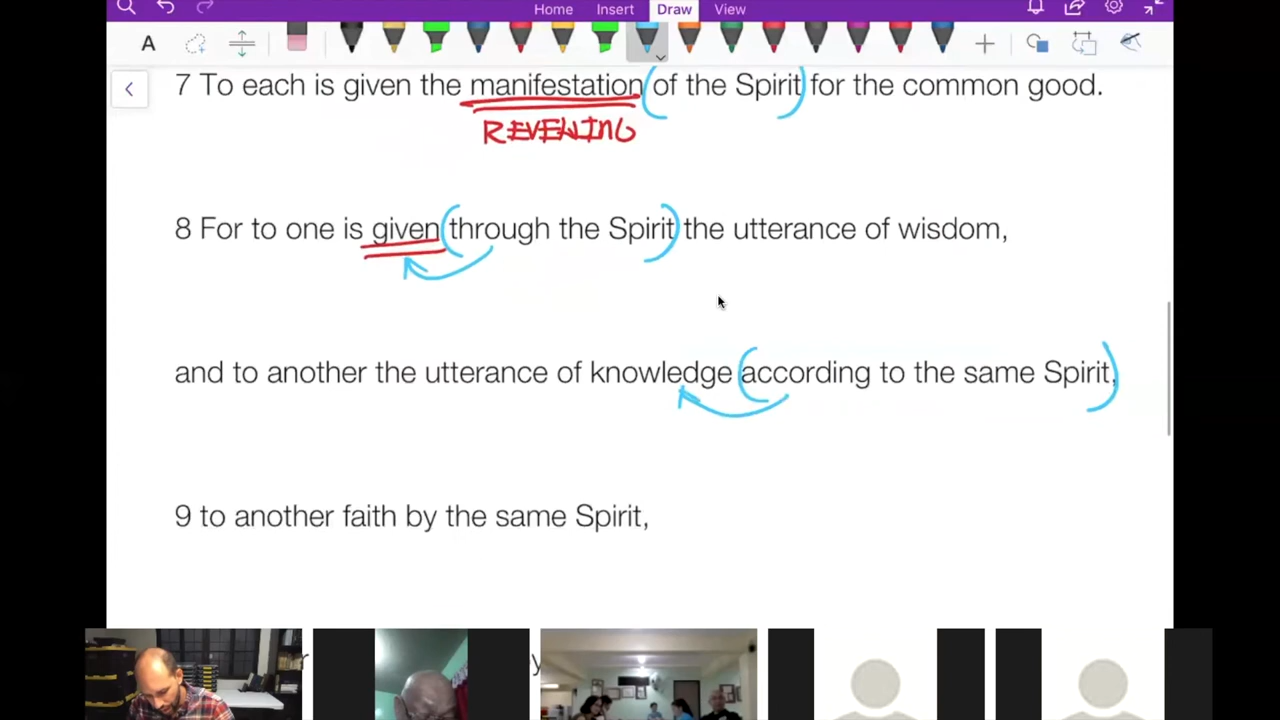 Home Insert Draw View
A
7 To each is given the manifestation (of the Spirit) for the common good.
REVEALING
8 For to one is given (through the Spirit) the utterance of wisdom,
and to another the utterance of knowledge (according to the same Spirit,)
9 to another faith by the same Spirit,